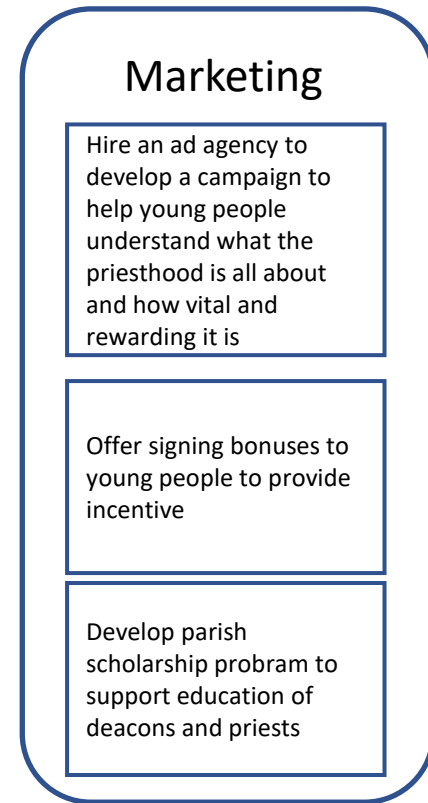 Marketing
Hire an ad agency to
develop a campaign to
help young people
understand what the
priesthood is all about
and how vital and
rewarding it is
Offer signing bonuses to
young people to provide
incentive
Develop parish
scholarship probram to
support education of
deacons and priests